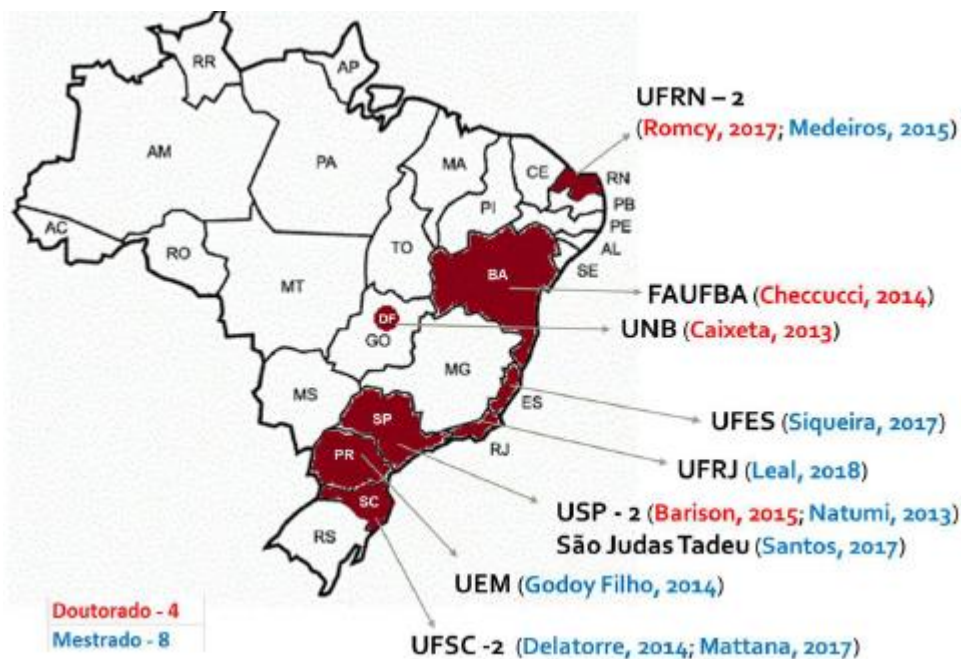 RR
AP
AM
PA
MA
CE
RN
PB
PE
AL
SE
PI
AC
RO
TO
BA
MT
DF
GO
MG
MS
ES
SP
RJ
PR
SC
RS
UFRN – 2
(Romcy, 2017; Medeiros, 2015)
FAUFBA (Checcucci, 2014)
UNB (Caixeta, 2013)
UFES (Siqueira, 2017)
UFRJ (Leal, 2018)
USP - 2 (Barison, 2015; Natumi, 2013)
São Judas Tadeu (Santos, 2017)
UEM (Godoy Filho, 2014)
UFSC -2 (Delatorre, 2014; Mattana, 2017)
Doutorado - 4
Mestrado - 8